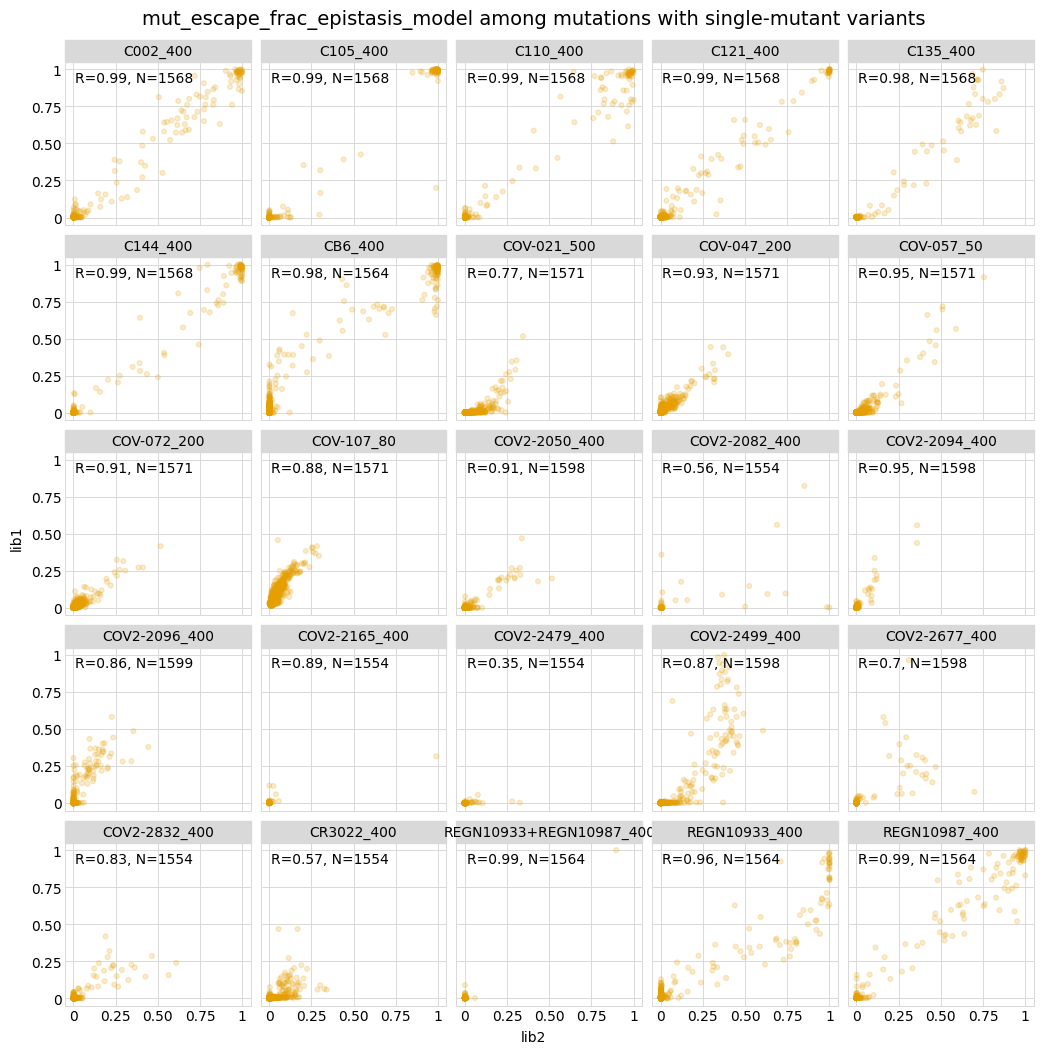 mut_escape_frac_epistasis_model among mutations with single-mutant variants
C002_400 C105_400 C110_400 C121_400 C135_400
1
R=0.99, N=1568 R=0.99, N=1568 R=0.99, N=1568 R=0.99, N=1568 R=0.98, N=1568
0.75
0.50
0.25
0
C144_400 CB6_400 COV-021_500 COV-047_200 COV-057_50
1
R=0.99, N=1568 R=0.98, N=1564 R=0.77, N=1571 R=0.93, N=1571 R=0.95, N=1571
0.75
0.50
0.25
0
COV-072_200 COV-107_80 COV2-2050_400 COV2-2082_400 COV2-2094_400
1
R=0.91, N=1571 R=0.88, N=1571 R=0.91, N=1598 R=0.56, N=1554 R=0.95, N=1598
0.75
0.50
0.25
0
lib1
COV2-2096_400 COV2-2165_400 COV2-2479_400 COV2-2499_400 COV2-2677_400
1
R=0.86, N=1599 R=0.89, N=1554 R=0.35, N=1554 R=0.87, N=1598 R=0.7, N=1598
0.75
0.50
0.25
0
COV2-2832_400 CR3022_400 REGN10933+REGN10987_400 REGN10933_400 REGN10987_400
1
R=0.83, N=1554 R=0.57, N=1554 R=0.99, N=1564 R=0.96, N=1564 R=0.99, N=1564
0.75
0.50
0.25
0
0 0.25 0.50 0.75 1 0 0.25 0.50 0.75 1 0 0.25 0.50 0.75 1 0 0.25 0.50 0.75 1 0 0.25 0.50 0.75 1
lib2